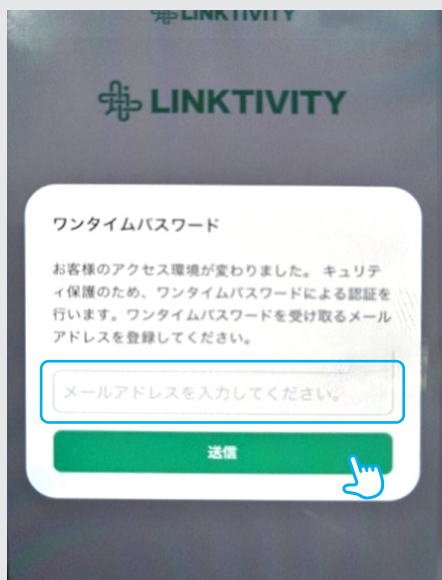 LINKTIVITY
LINKTIVITY
ワンタイムパスワード
お客様のアクセス環境が変わりました。 キュリテ
ィ保護のため、ワンタイムパスワードによる認証を
行います。ワンタイムパスワードを受け取るメール
アドレスを登録してください。
メールアドレスを入力してください。
送信